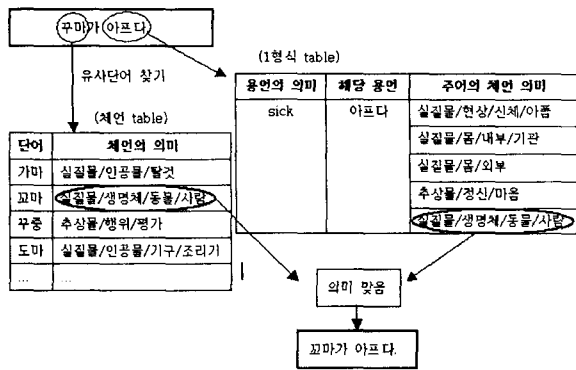 꾸마가 아프다.
유사단어 찾기
(1형식 table)
용언의 의미 해당 용언 주어의 체언 의미
sick 아프다 실질물/현상/신체/아픔
실질물/몸/내부/기관
실질물/몸/외부
추상물/정신/마음
실질물/생명체/동물/사람
(체언 table)
단어 체언의 의미
가마 실질물/인공물/탈것
꼬마 실질물/생명체/동물/사람
꾸중 추상물/행위/평가
도마 실질물/인공물/기구/조리기
... ...
의미 맞음
꼬마가 아프다.